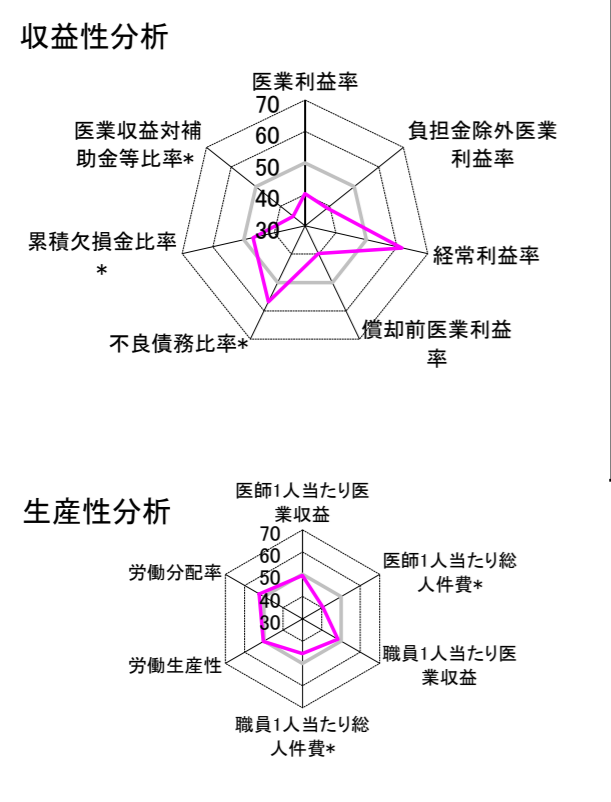 収益性分析
医業利益率
70
60
50
40
30
負担金除外医業
利益率
経常利益率
償却前医業利益
率
不良債務比率*
累積欠損金比率
*
医業収益対補
助金等比率*
生産性分析
医師1人当たり医
業収益
70
60
50
40
30
医師1人当たり総
人件費*
職員1人当たり医
業収益
職員1人当たり総
人件費*
労働生産性
労働分配率